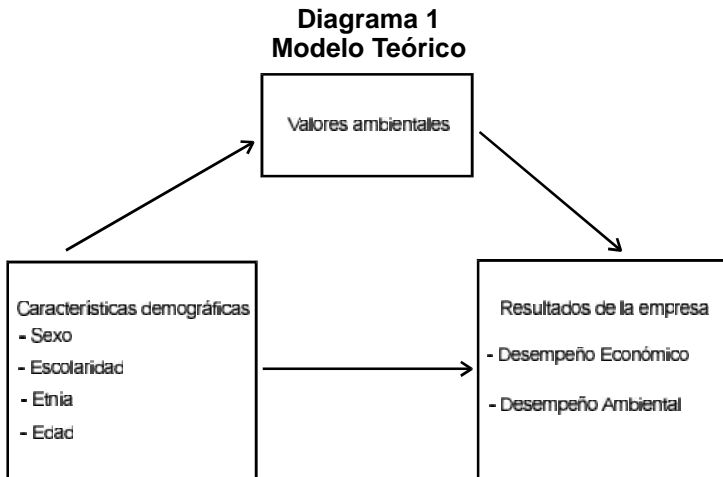 Diagrama 1
Modelo Teórico
Valores ambientales
Características demográficas
- Sexo
- Escolaridad
- Etnia
- Edad
Resultados de la empresa
- Desempeño Económico
- Desempeño Ambiental